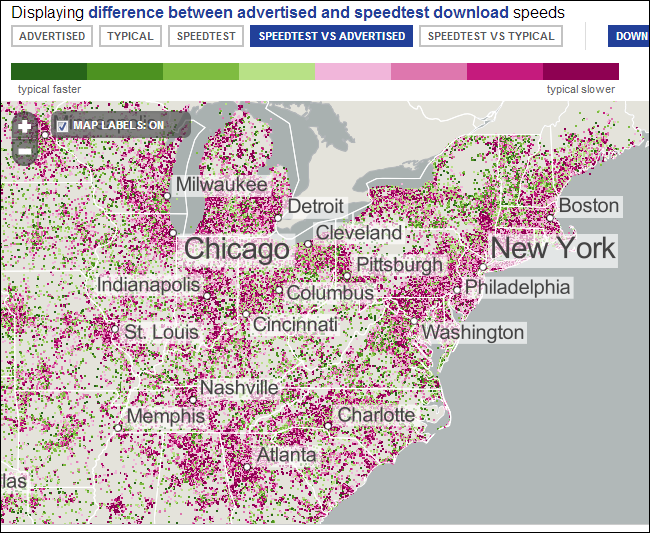 Displaying difference between advertised and speedtest download speeds
ADVERTISED TYPICAL SPEEDTEST SPEEDTEST VS ADVERTISED SPEEDTEST VS TYPICAL DOWN
typical faster typical slower
+ MAP LABELS: ON
−
Milwaukee
Detroit
Boston
Cleveland
Chicago
New York
Pittsburgh
Indianapolis
Columbus
Philadelphia
St. Louis
Cincinnati
Washington
Nashville
Memphis
Charlotte
Atlanta
las